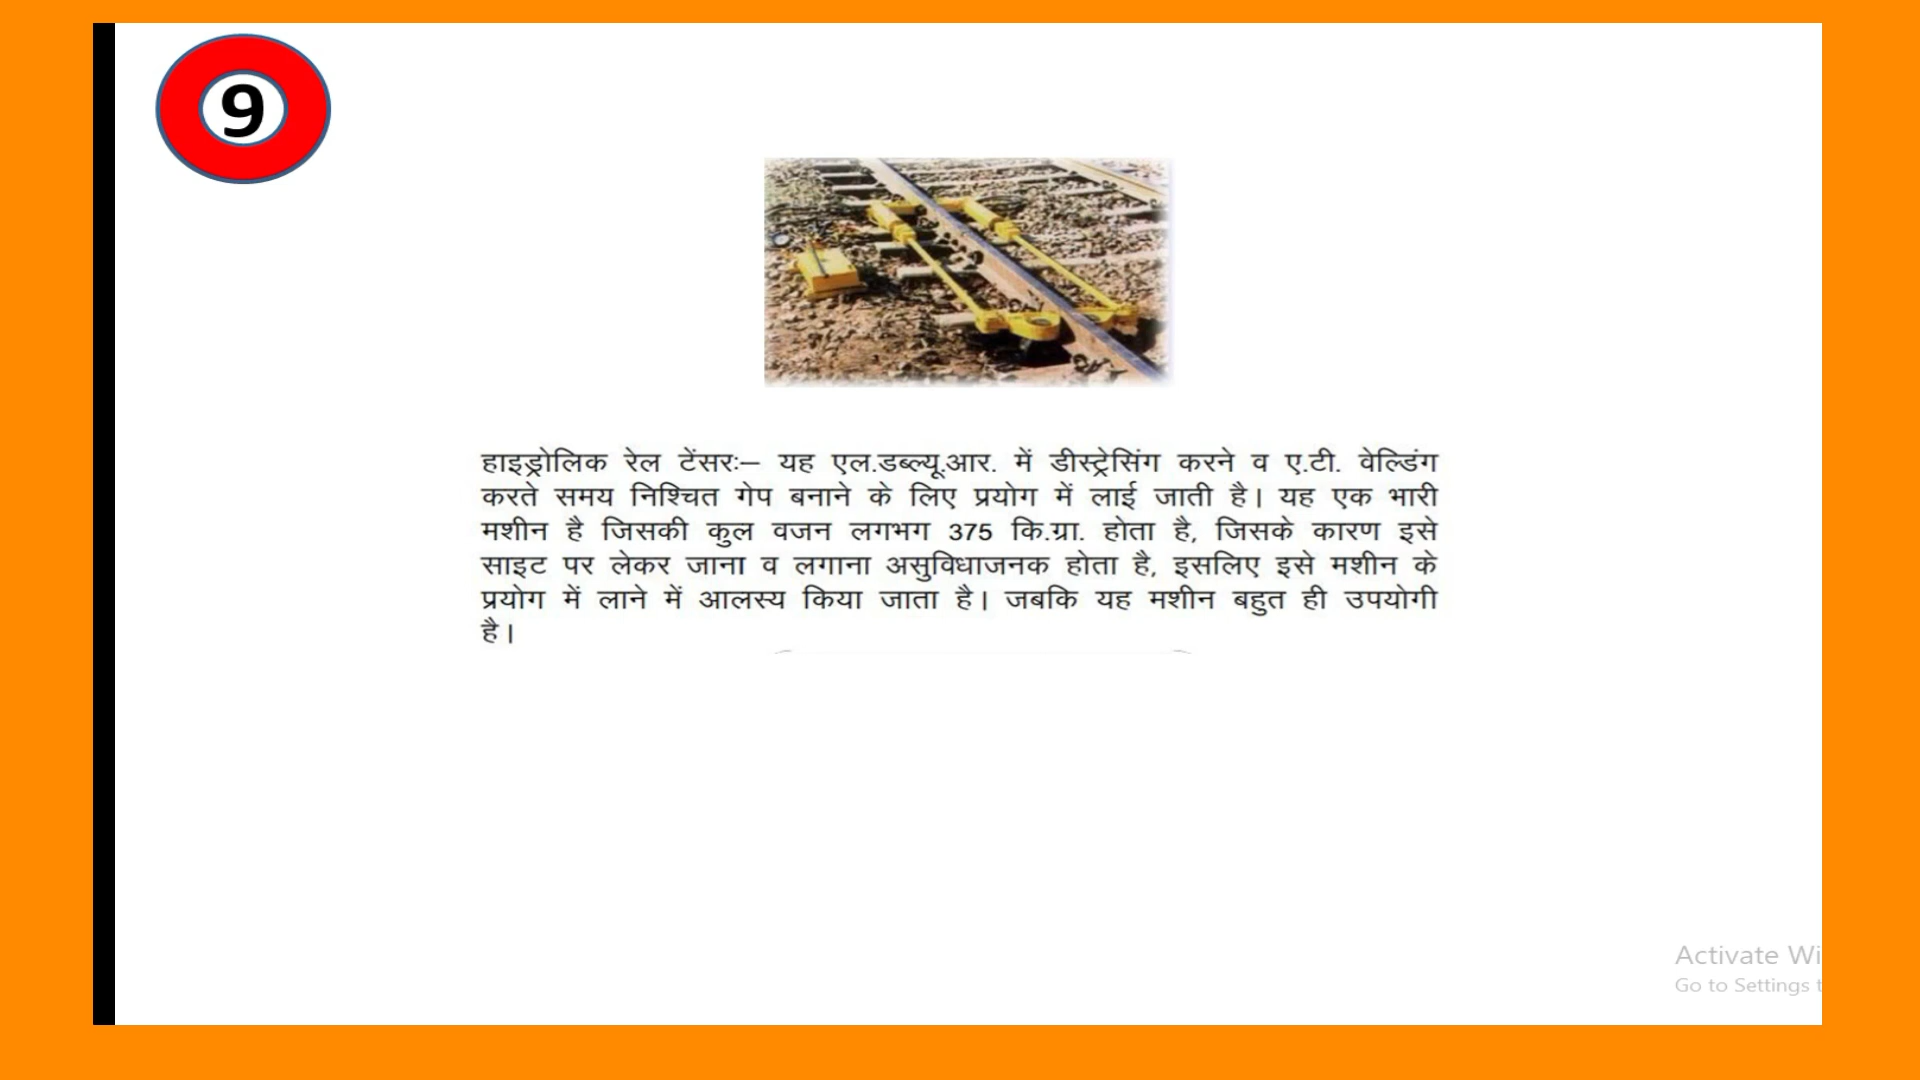 9
हाइड्रोलिक रेल टेंसरः– यह एल.डब्ल्यू.आर. में डीस्ट्रेसिंग करने व ए.टी. वेल्डिंग
करते समय निश्चित गेप बनाने के लिए प्रयोग में लाई जाती है। यह एक भारी
मशीन है जिसकी कुल वजन लगभग 375 कि.ग्रा. होता है, जिसके कारण इसे
साइट पर लेकर जाना व लगाना असुविधाजनक होता है, इसलिए इसे मशीन के
प्रयोग में लाने में आलस्य किया जाता है। जबकि यह मशीन बहुत ही उपयोगी
है।
Activate Wi
Go to Settings t